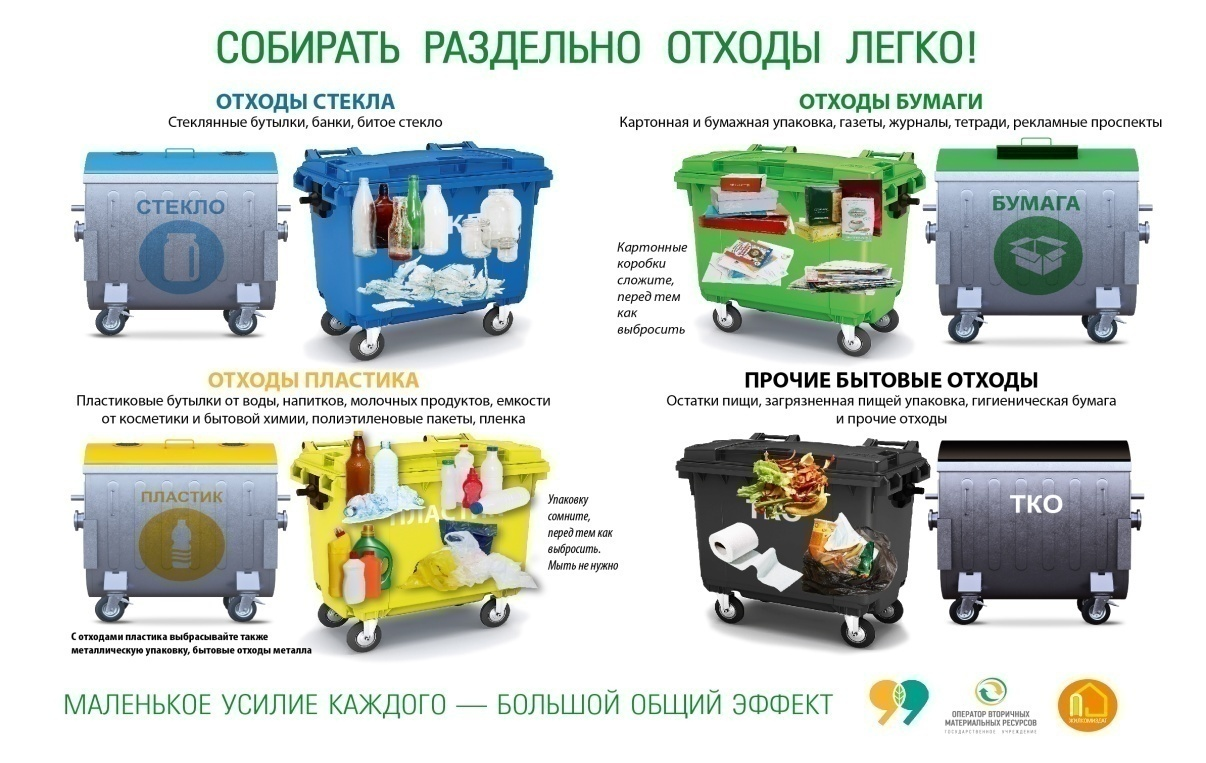 СОБИРАТЬ РАЗДЕЛЬНО ОТХОДЫ ЛЕГКО!
ОТХОДЫ СТЕКЛА
Стеклянные бутылки, банки, битое стекло
СТЕКЛО
ОТХОДЫ БУМАГИ
Картонная и бумажная упаковка, газеты, журналы, тетради, рекламные проспекты
Картонные
коробки
сложите,
перед тем
как
выбросить
БУМАГА
ОТХОДЫ ПЛАСТИКА
Пластиковые бутылки от воды, напитков, молочных продуктов, емкости
от косметики и бытовой химии, полиэтиленовые пакеты, пленка
ПЛАСТИК
Упаковку
сомните,
перед тем как
выбросить.
Мыть не нужно
С отходами пластика выбрасывайте также
металлическую упаковку, бытовые отходы металла
ПРОЧИЕ БЫТОВЫЕ ОТХОДЫ
Остатки пищи, загрязненная пищей упаковка, гигиеническая бумага
и прочие отходы
ТКО
ТКО
МАЛЕНЬКОЕ УСИЛИЕ КАЖДОГО — БОЛЬШОЙ ОБЩИЙ ЭФФЕКТ
ОПЕРАТОР ВТОРИЧНЫХ
МАТЕРИАЛЬНЫХ РЕСУРСОВ
ГОСУДАРСТВЕННОЕ УЧРЕЖДЕНИЕ